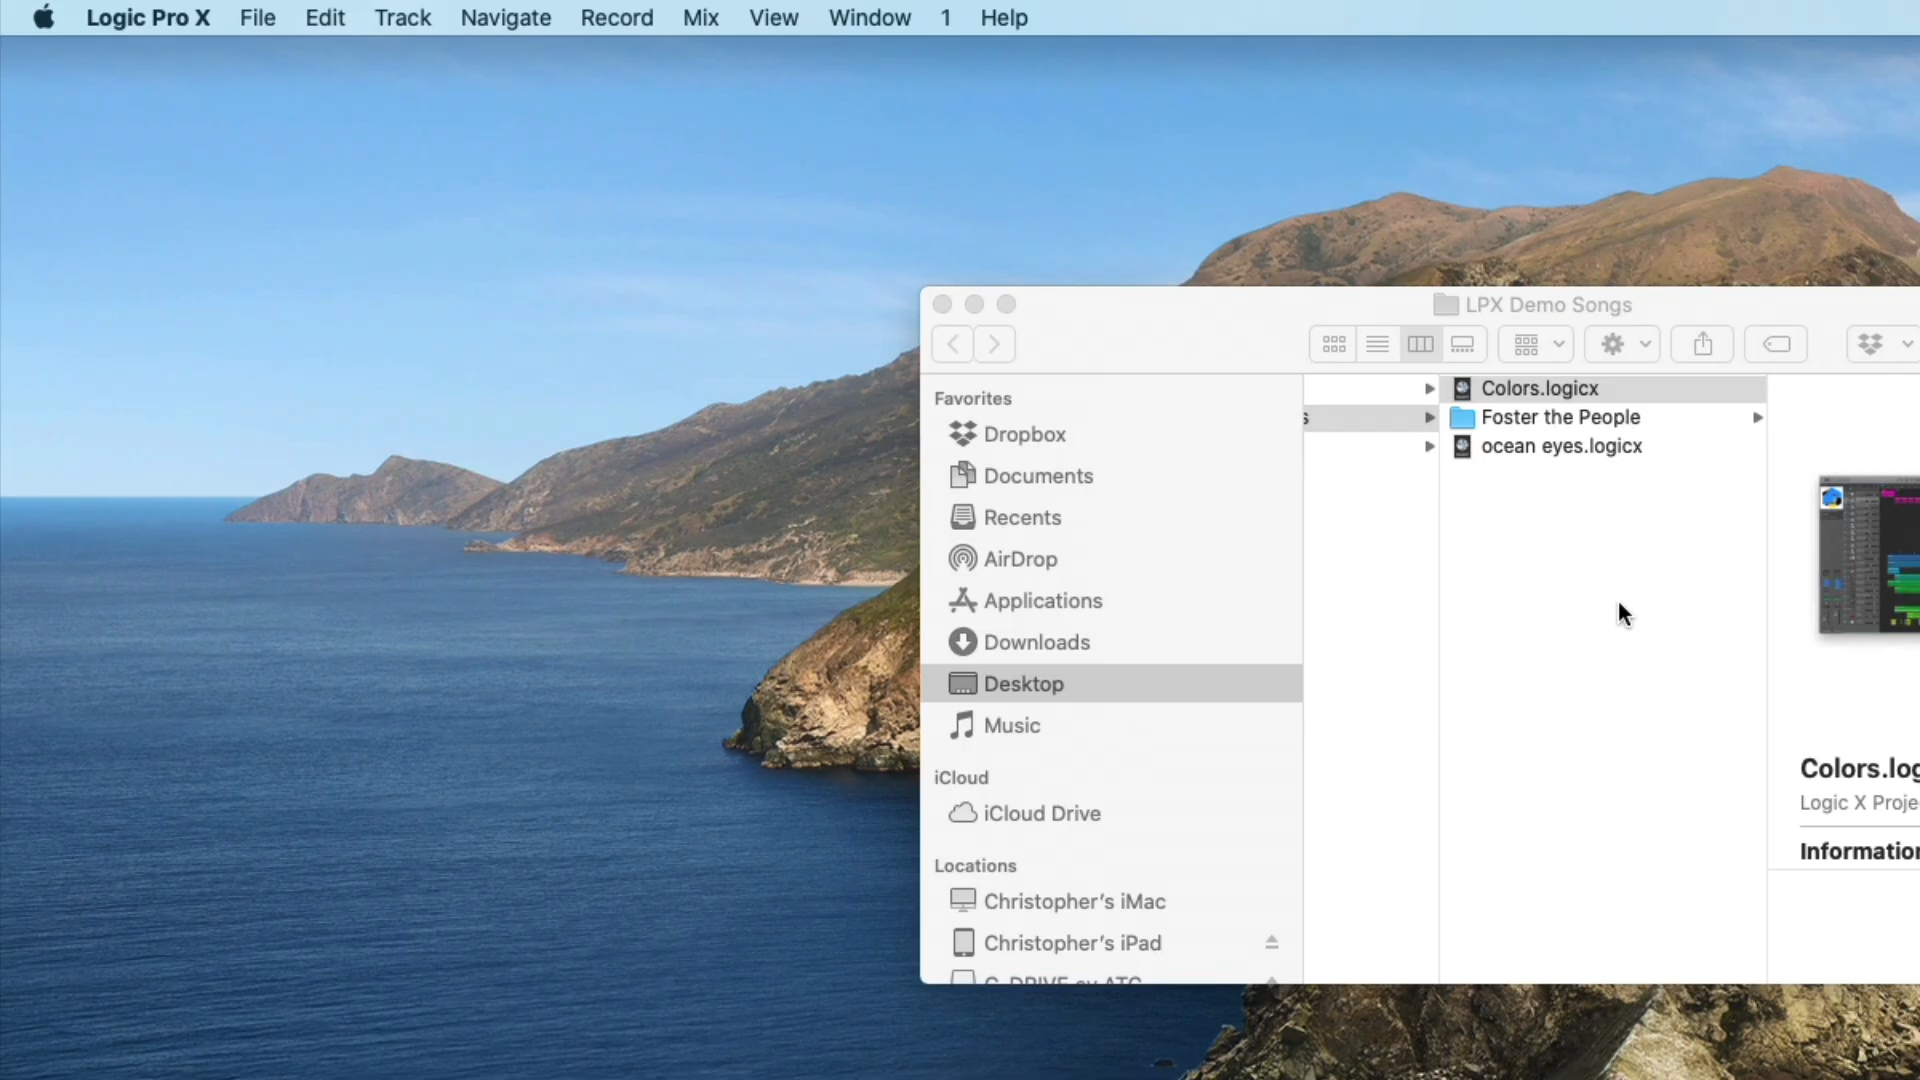 Logic Pro X File Edit Track Navigate Record Mix View Window 1 Help
LPX Demo Songs
Favorites
Dropbox
Documents
Recents
AirDrop
Applications
Downloads
Desktop
Music
iCloud
iCloud Drive
Locations
Christopher's iMac
Christopher's iPad
s
Colors.logicx
Foster the People
ocean eyes.logicx
Colors.log
Logic X Proje
Information